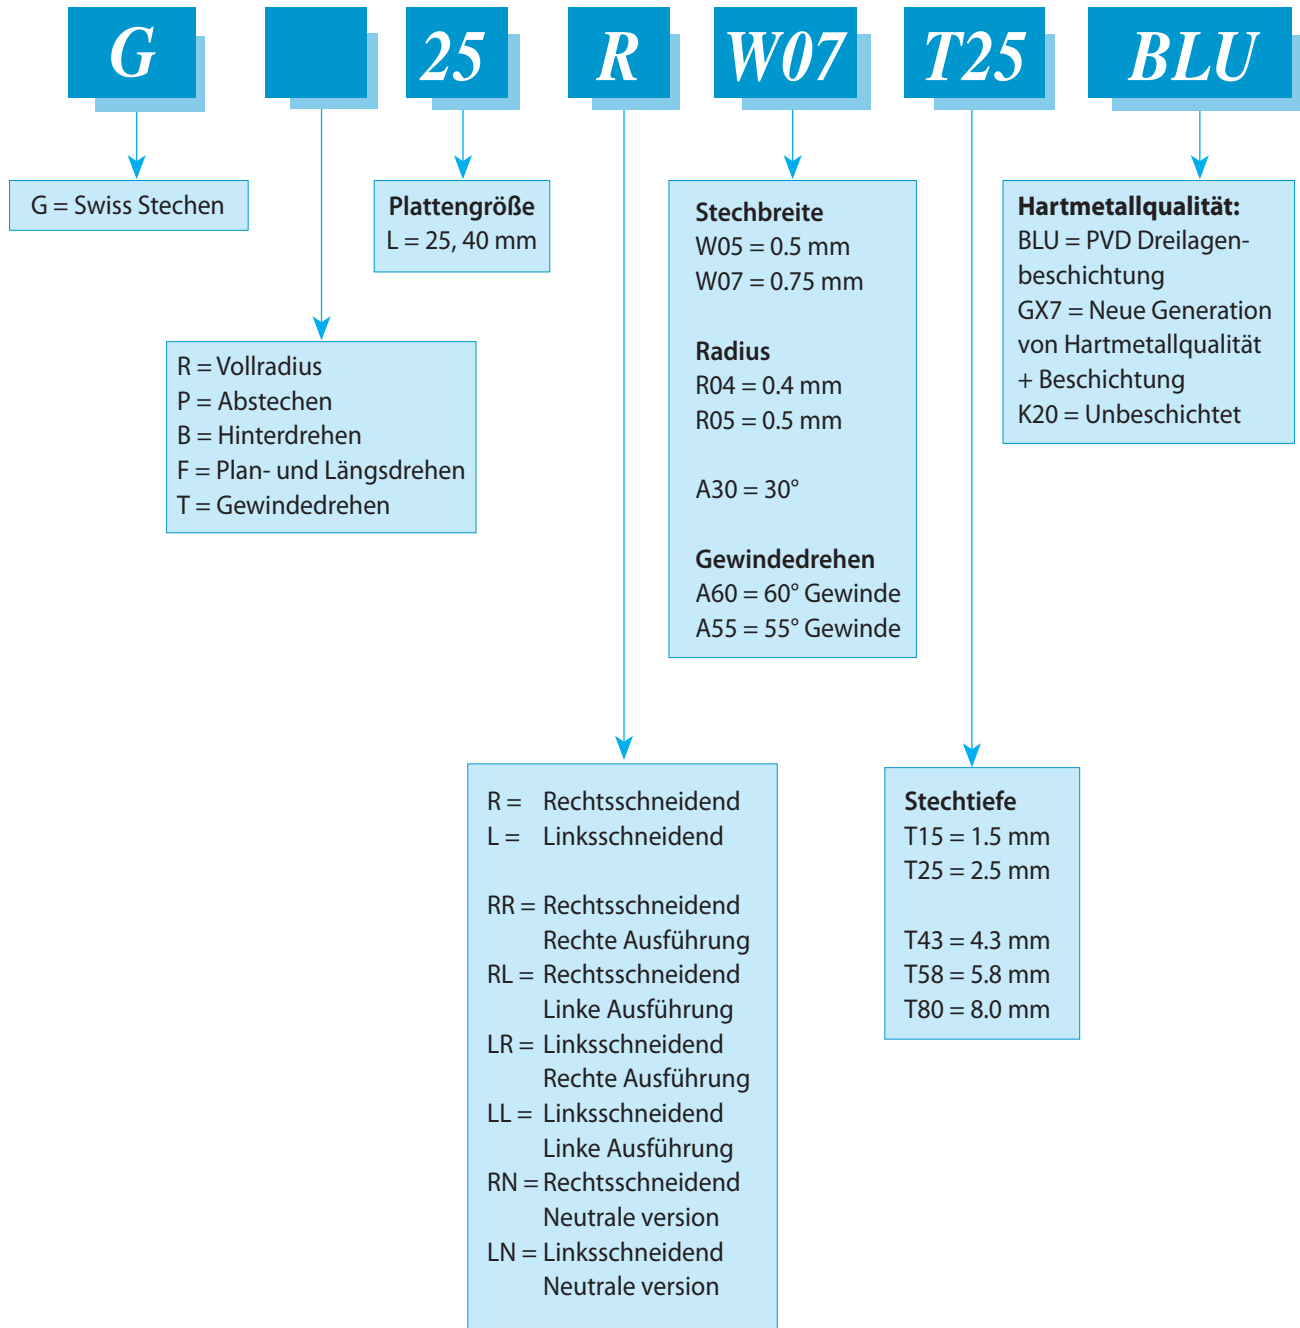 G 25 R W07 T25 BLU
G = Swiss Stechen
Plattengröße
L = 25, 40 mm
Stechbreite
W05 = 0.5 mm
W07 = 0.75 mm
Radius
R04 = 0.4 mm
R05 = 0.5 mm
A30 = 30°
Gewindedrehen
A60 = 60° Gewinde
A55 = 55° Gewinde
Hartmetallqualität:
BLU = PVD Dreilagen-
beschichtung
GX7 = Neue Generation
von Hartmetallqualität
+ Beschichtung
K20 = Unbeschichtet
R = Vollradius
P = Abstechen
B = Hinterdrehen
F = Plan- und Längsdrehen
T = Gewindedrehen
R = Rechtsschneidend
L = Linksschneidend
RR = Rechtsschneidend
Rechte Ausführung
RL = Rechtsschneidend
Linke Ausführung
LR = Linksschneidend
Rechte Ausführung
LL = Linksschneidend
Linke Ausführung
RN = Rechtsschneidend
Neutrale version
LN = Linksschneidend
Neutrale version
Stechtiefe
T15 = 1.5 mm
T25 = 2.5 mm
T43 = 4.3 mm
T58 = 5.8 mm
T80 = 8.0 mm